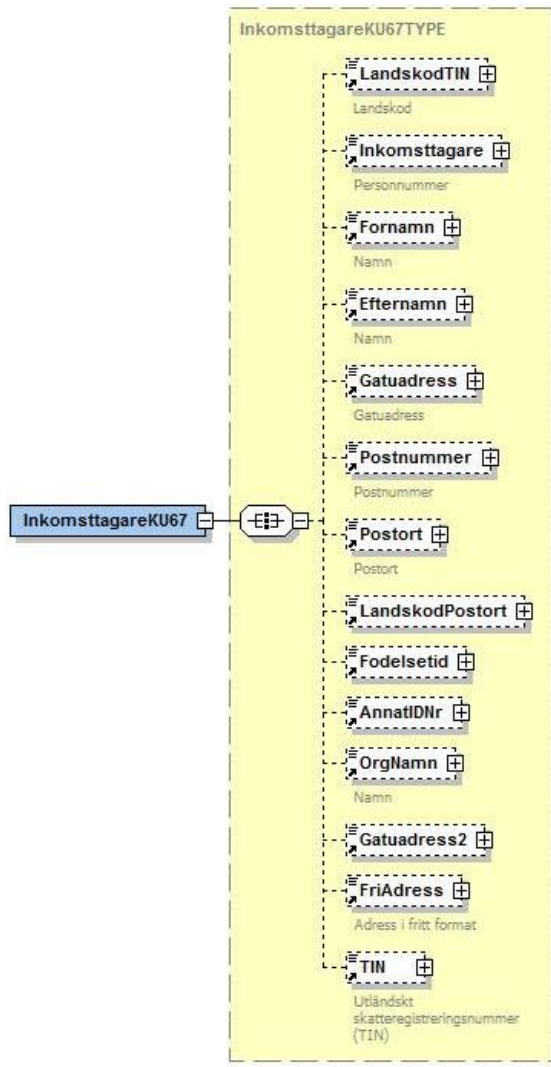 InkomsttagareKU67TYPE
LandskodTIN
Landskod
Inkomsttagare
Personnummer
Fornamn
Namn
Efternamn
Namn
Gatuadress
Gatuadress
Postnummer
Postnummer
InkomsttagareKU67
Postort
Postort
LandskodPostort
Fodelsetid
AnnatIDNr
OrgNamn
Namn
Gatuadress2
FriAdress
Adress i fritt format
TIN
Utländskt
skatteregistreringsnummer
(TIN)